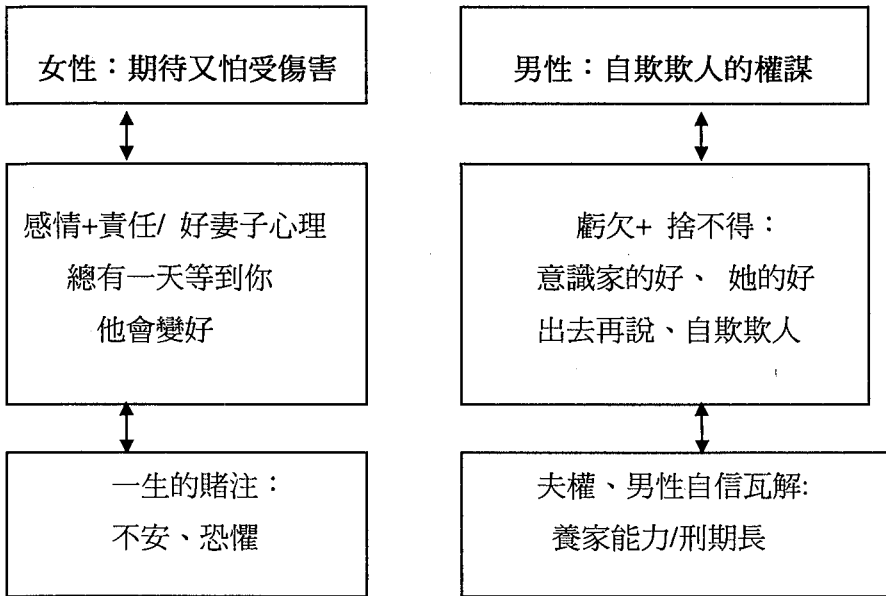 女性：期待又怕受傷害
感情+責任/ 好妻子心理
總有一天等到你
他會變好
一生的賭注：
不安、恐懼
男性：自欺欺人的權謀
虧欠+ 捨不得：
意識家的好、 她的好
出去再說、自欺欺人
夫權、男性自信瓦解:
養家能力/刑期長